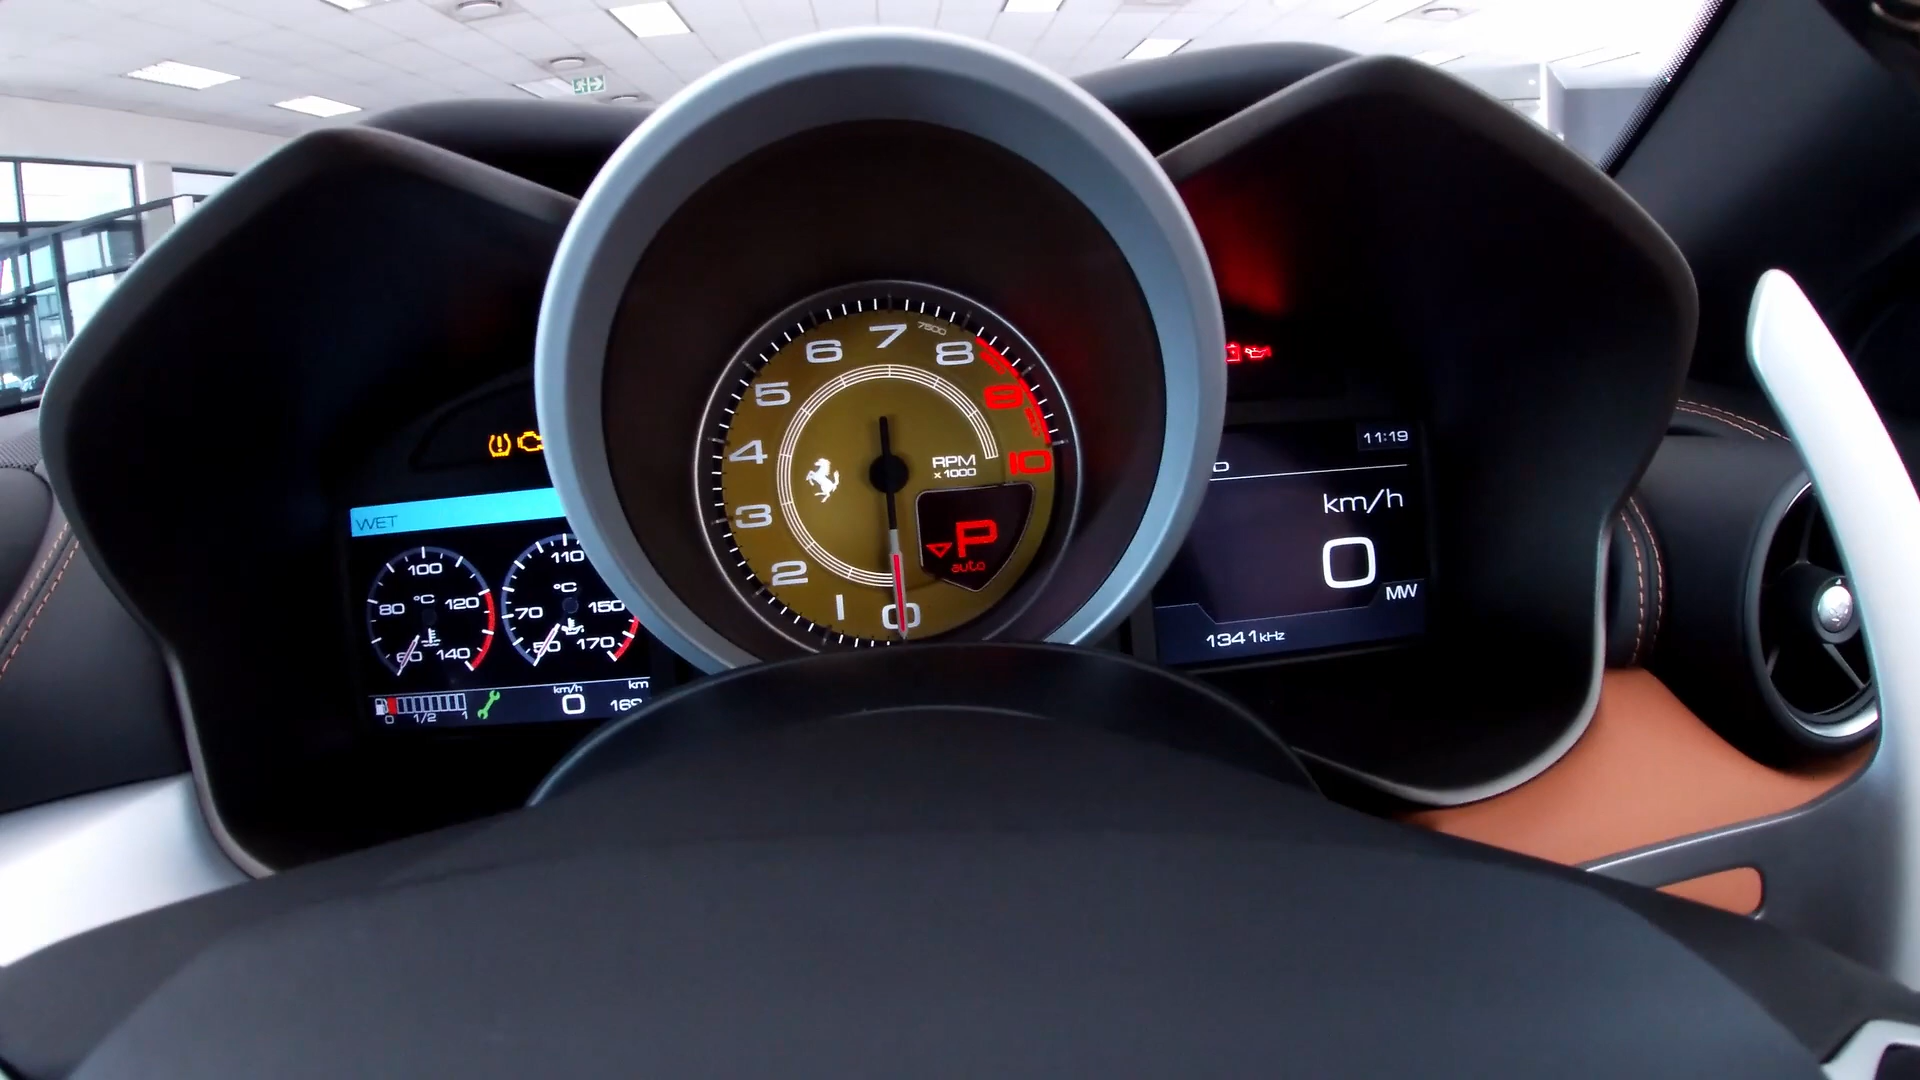 WET
100
80 °C 120
60 140
110
°C
70 150
50 170
0 1/2 1
km/h
0
km
7
7500
6 8
5 9
4 10
RPM
x1000
3
2
1 0
P
auto
11:19
km/h
0
MW
1341 kHz